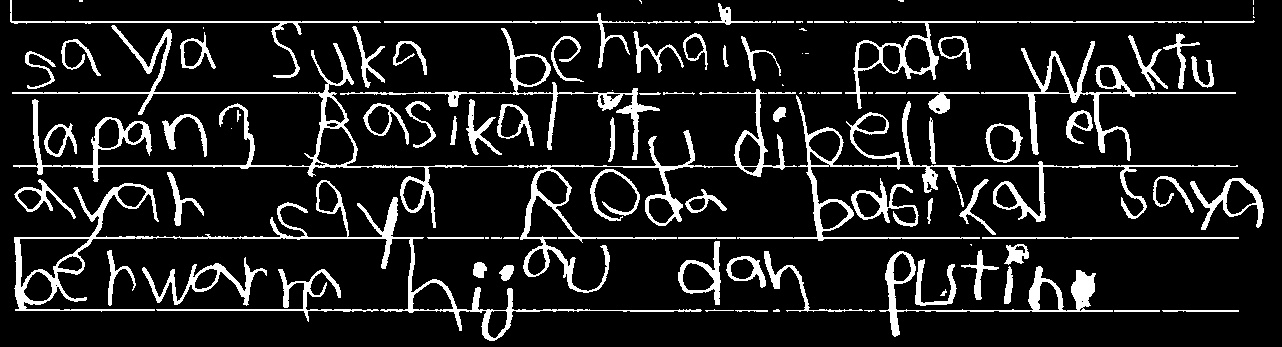 saya Suka behmain pada Waktu
lapang Basikal itu dibeli oleh
ayah saya Roda basikal saya
behwarna hijau dan putih.